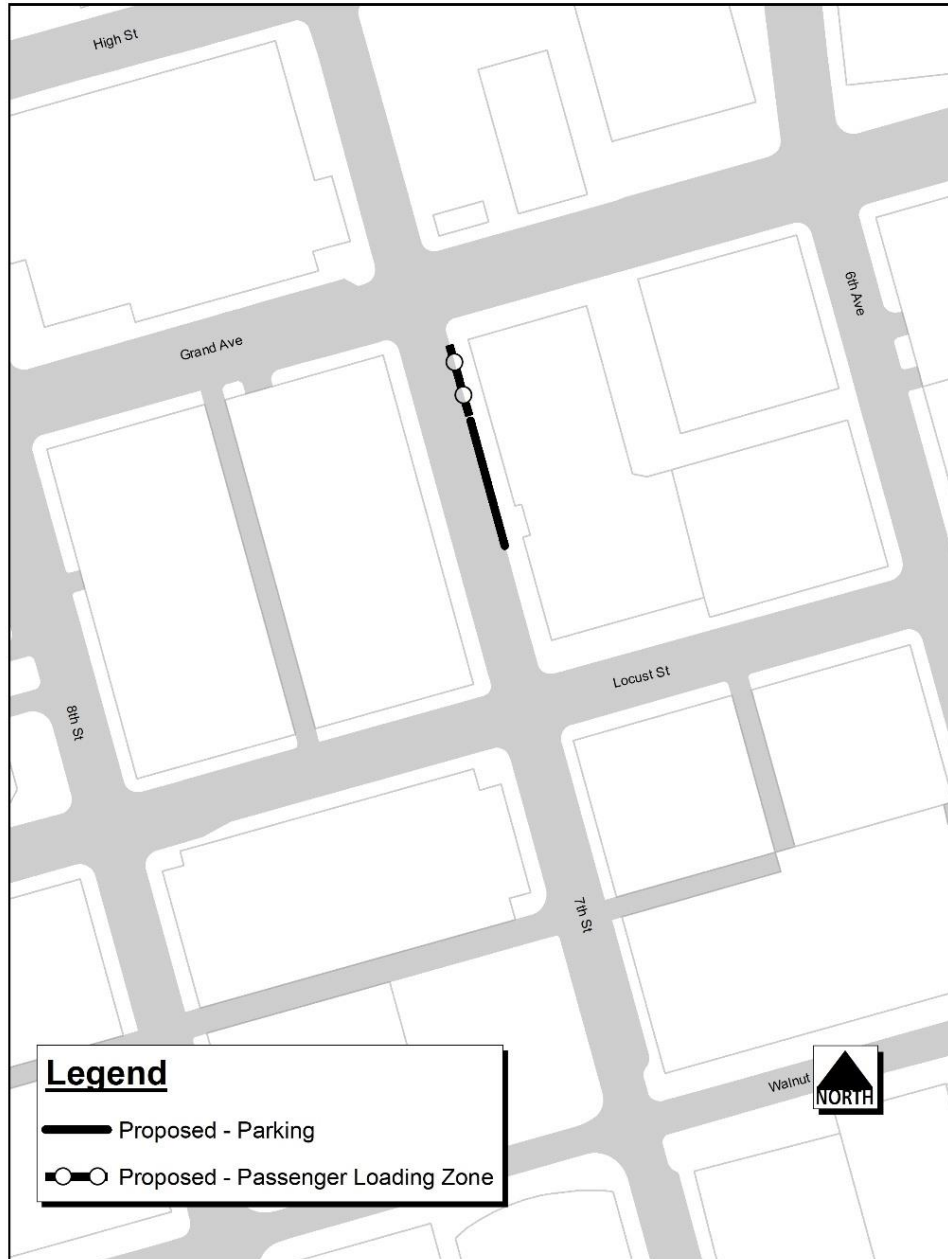 High St
6th Ave
Grand Ave
Locust St
8th St
7th St
Walnut
NORTH
Legend
Proposed - Parking
Proposed - Passenger Loading Zone